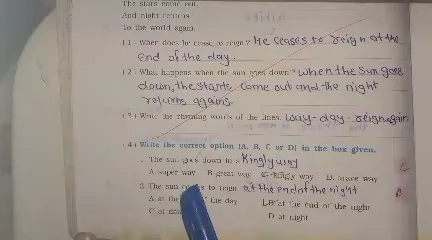 The stars come out,
And night returns
To the world again.
(1) When does he cease to reign? He ceases to reign at the
end of the day.
(2) What happens when the sun goes down? When the sun goes
down, the starts come out and the night
returns agains.
(3) Write the rhyming words of the lines. way - day - reign - again
(4) Write the correct option [A, B, C or D] in the box given.
1. The sun goes down in a Kingly way
A super way B great way C kingly way D brave way
2. The sun to reign at the end of the night
A at the the day B at the end of the night
C at D at night